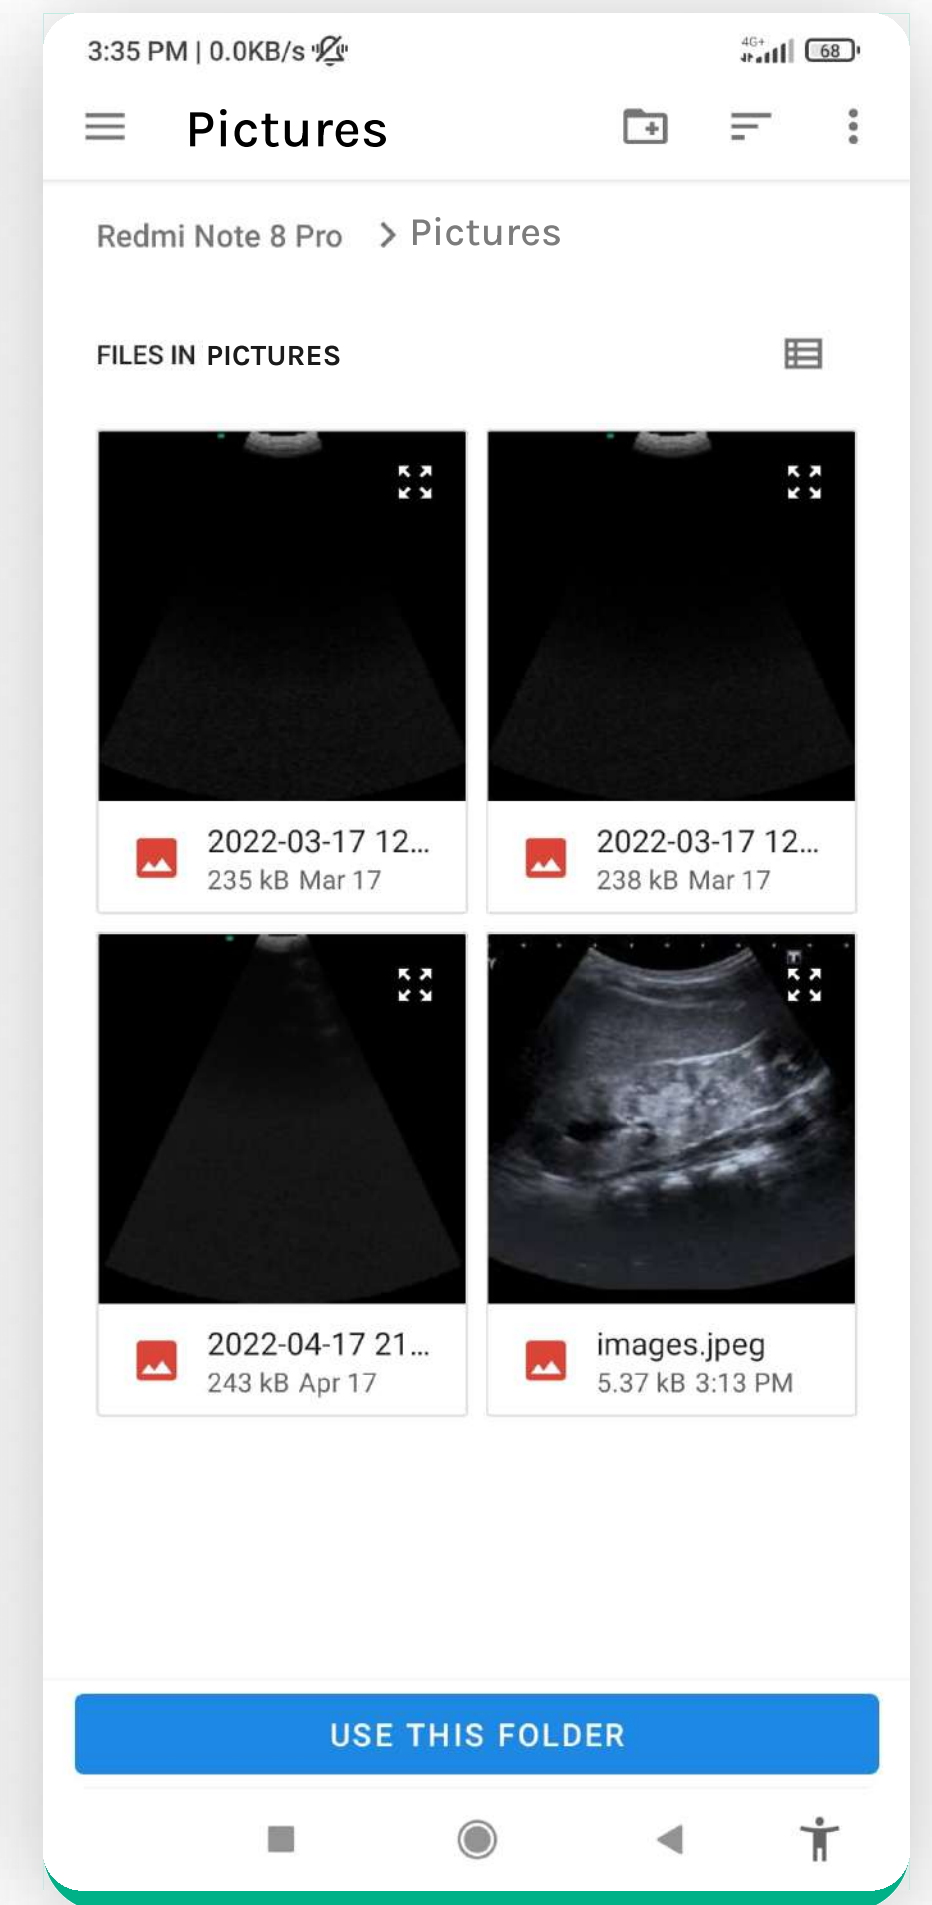 3:35 PM | 0.0KB/s
4G+
68
Pictures
Redmi Note 8 Pro > Pictures
FILES IN PICTURES
2022-03-17 12...
235 kB Mar 17
2022-03-17 12...
238 kB Mar 17
2022-04-17 21...
243 kB Apr 17
images.jpeg
5.37 kB 3:13 PM
USE THIS FOLDER